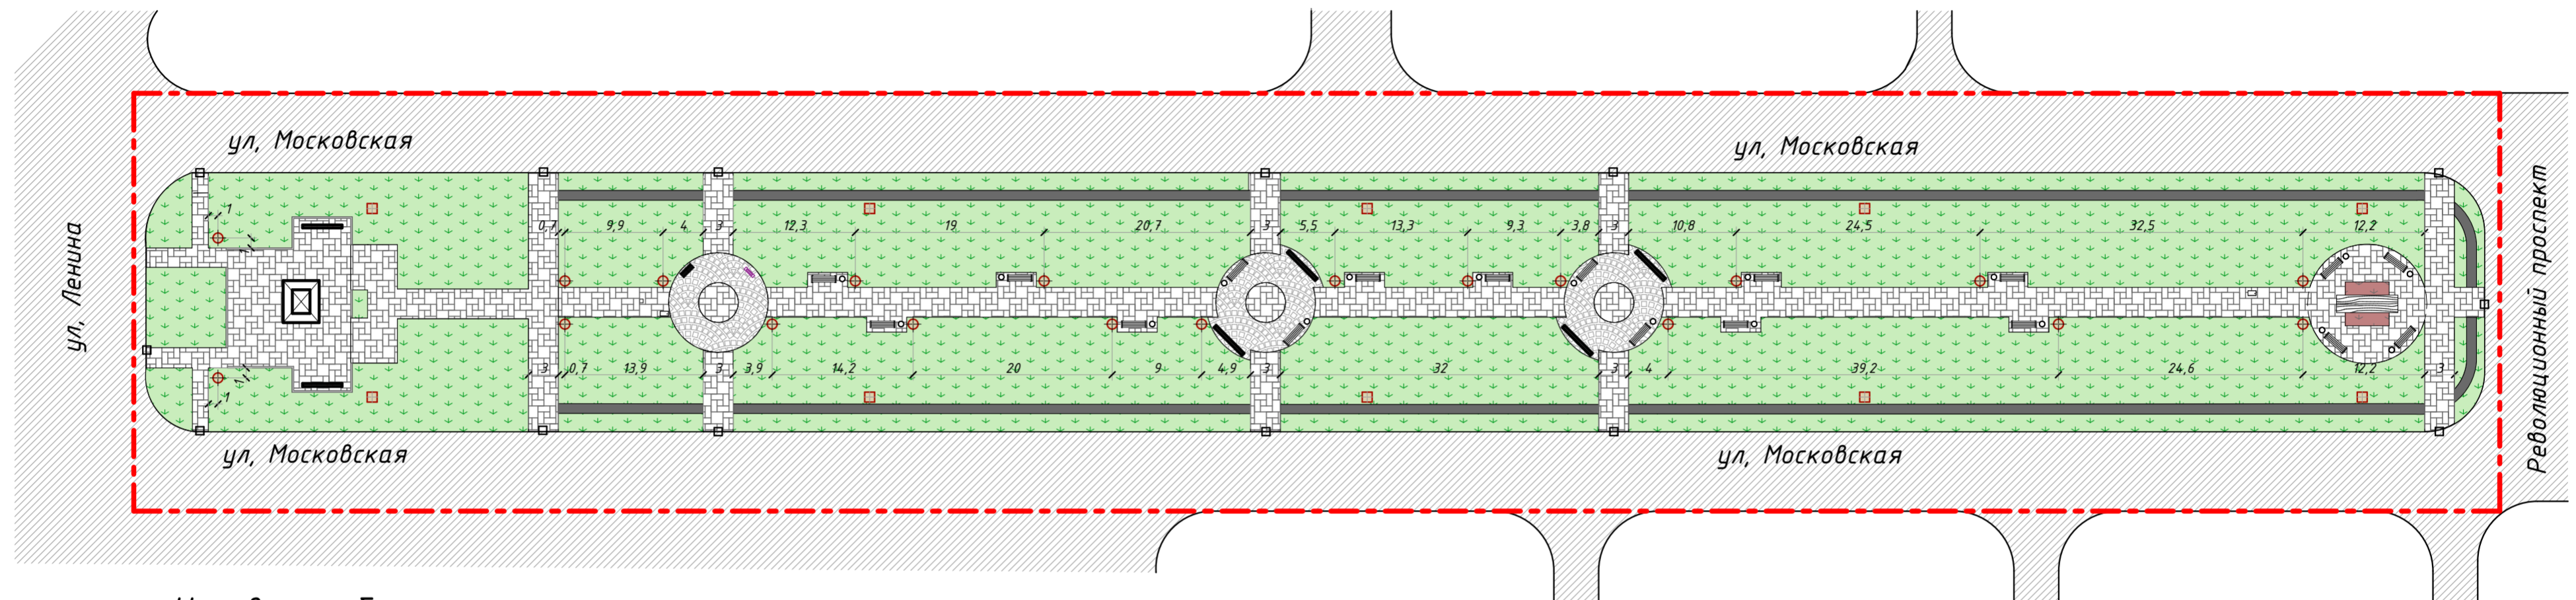 ул, Московская
ул, Московская
ул, Ленина
Революционный проспект
1
0,7 9,9 4 3 12,3 19 20,7 3 5,5 13,3 9,3 3,8 3 10,8 24,5 32,5 12,2
1
1
3 0,7 13,9 3 3,9 14,2 20 9 4,9 3 32 3 4 39,2 24,6 12,2 3
1
ул, Московская
ул, Московская